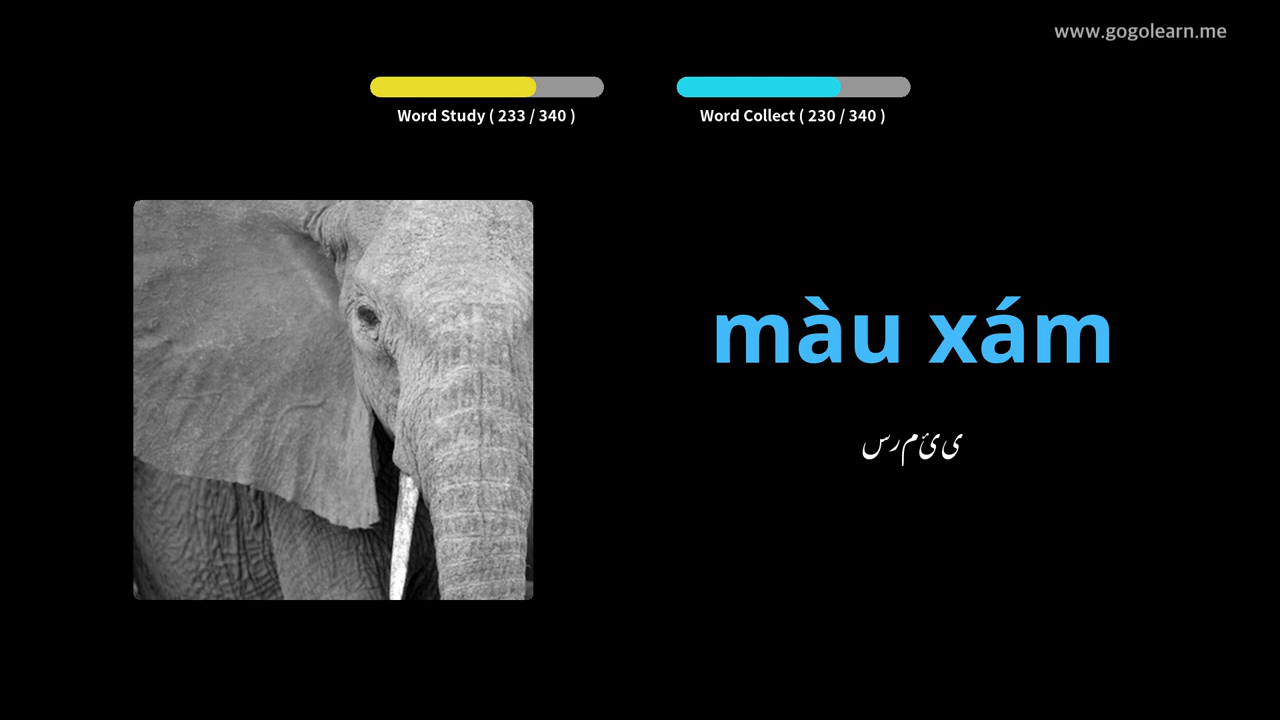 www.gogolearn.me
Word Study ( 233 / 340 )
Word Collect ( 230 / 340 )
màu xám
سرمئی